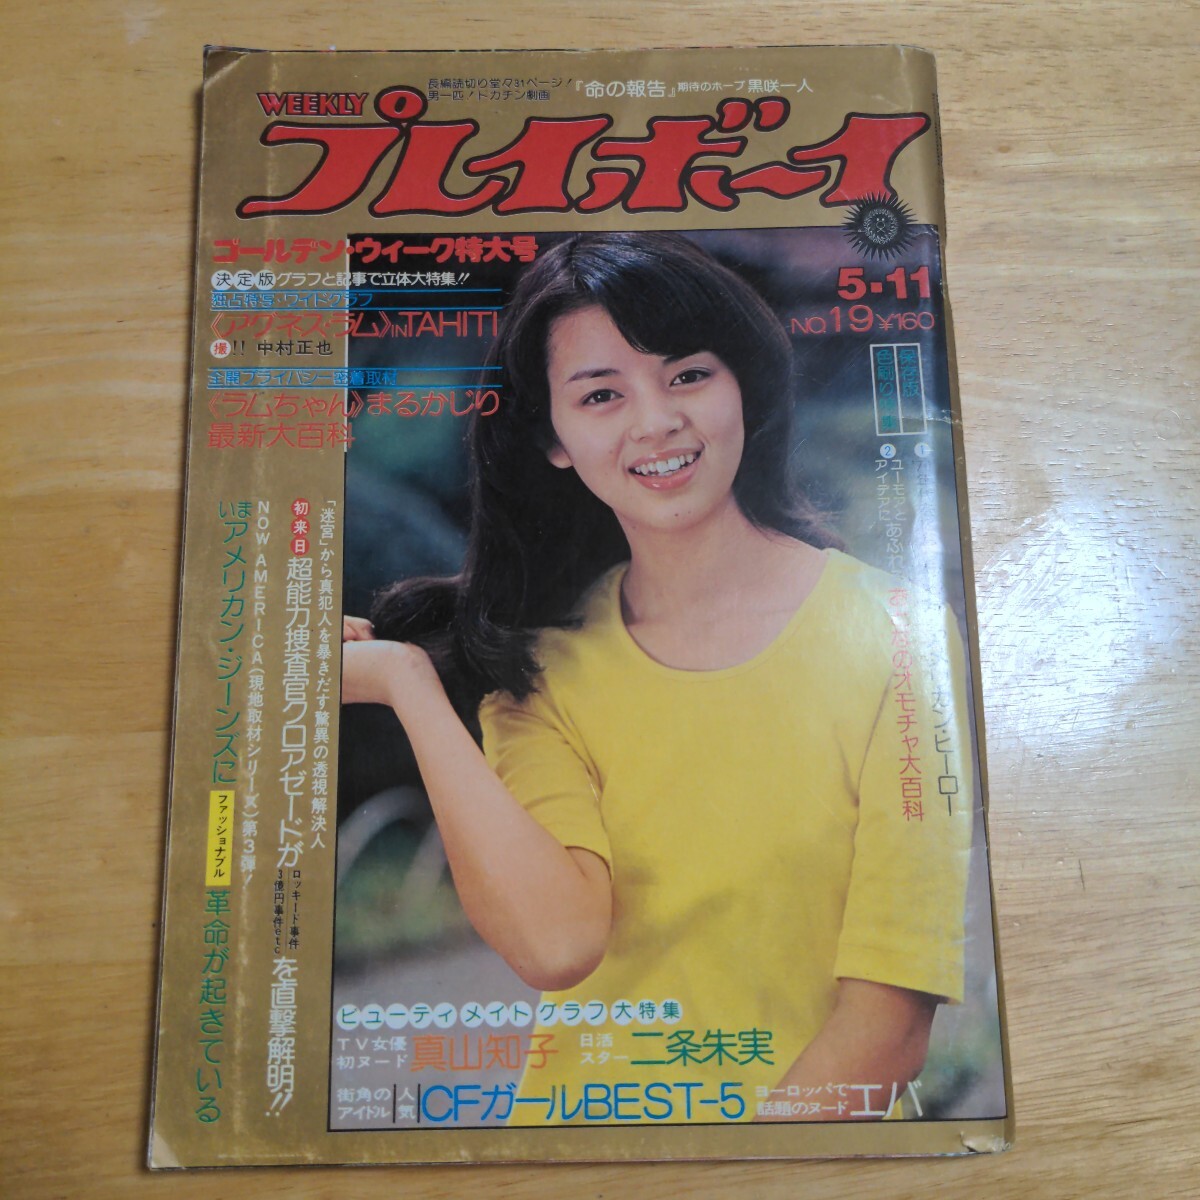 長編読切り堂々91ページ!
男一匹!ドカチン劇画
『命の報告』期待のホープ黒咲一人
WEEKLY
プレイボーイ
ゴールデン・ウィーク特大号
決定版グラフと記事で立体大特集!!
独占特写・ワイドグラフ
《アグネス・ラム》IN TAHITI
撮!! 中村正也
全開プライバシー密着取材
《ラムちゃん》まるかじり
最新大百科
5・11
NO.19 ¥160
保存版
色刷り
1
2 ユーモアとあふれ
アイデアに
おとなのオモチャ大百科
ヒーロー
「迷宮」から真犯人を暴きだす驚異の透視解決人
初来日 超能力捜査官クロアゼードが ロッキード事件 3億円事件etc を直撃解明!!
NOW AMERICA〈現地取材シリーズ〉第3弾!
いまアメリカン・ジーンズに ファッショナブル 革命が起きている
ビューティメイトグラフ大特集
TV女優 初ヌード 真山知子 日活スター 二条朱実
街角のアイドル 人気 CFガールBEST-5 ヨーロッパで話題のヌード エバ